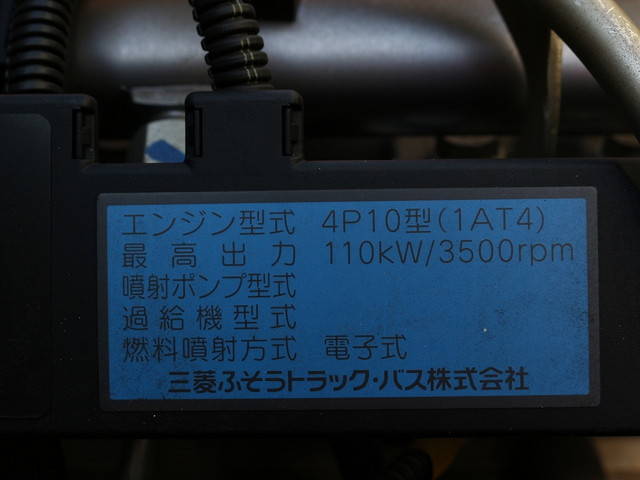 エンジン型式 4P10型(1AT4)
最高出力 110kW/3500rpm
噴射ポンプ型式
過給機型式
燃料噴射方式 電子式
三菱ふそうトラック・バス株式会社